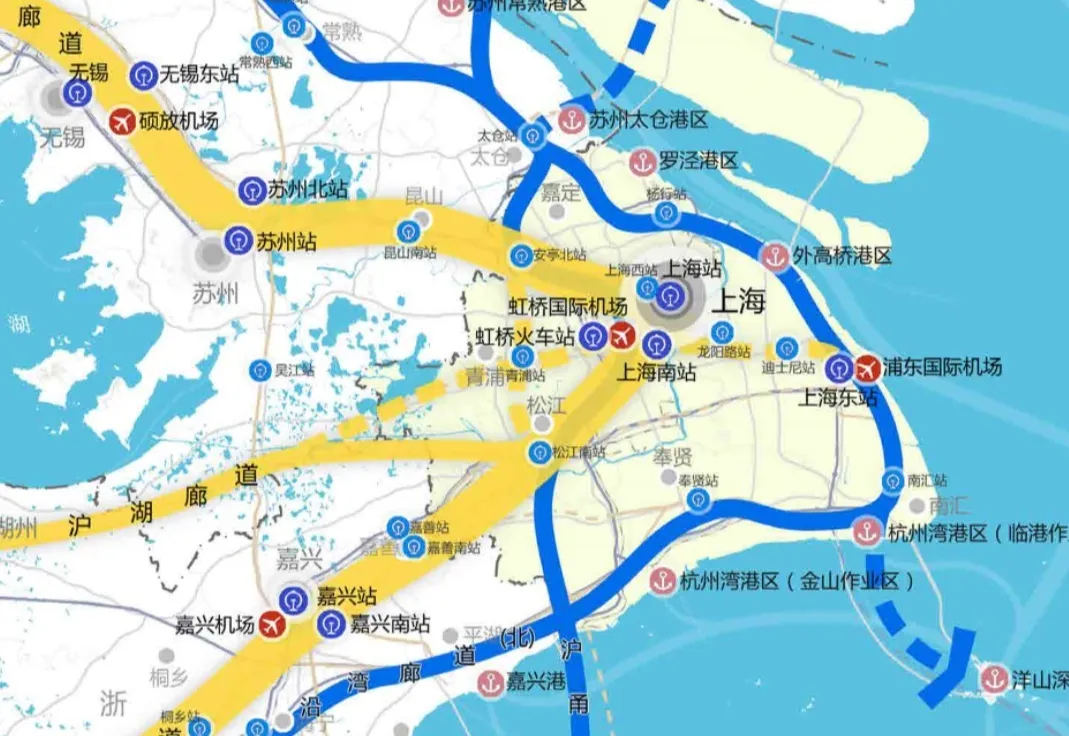 廊
道
苏州常熟港区
常熟
常熟西站
无锡
无锡东站
硕放机场
无锡
太仓站
苏州太仓港区
太仓
罗泾港区
苏州北站
昆山
嘉定
杨行站
苏州站
昆山南站
安亭北站
外高桥港区
上海西站
上海站
苏州
上海
虹桥国际机场
湖
虹桥火车站
龙阳路站
迪士尼站
浦东国际机场
吴江站
青浦
青浦站
上海南站
上海东站
松江
松江南站
奉贤
奉贤站
南汇站
南汇
沪
湖
廊
道
湖州
嘉善站
嘉善
嘉善南站
杭州湾港区（临港作
嘉兴
杭州湾港区（金山作业区）
嘉兴站
嘉兴机场
嘉兴南站
平湖
沿
湾
廊
道
(北)
沪
甬
桐乡
嘉兴港
洋山深
浙
桐乡站
道